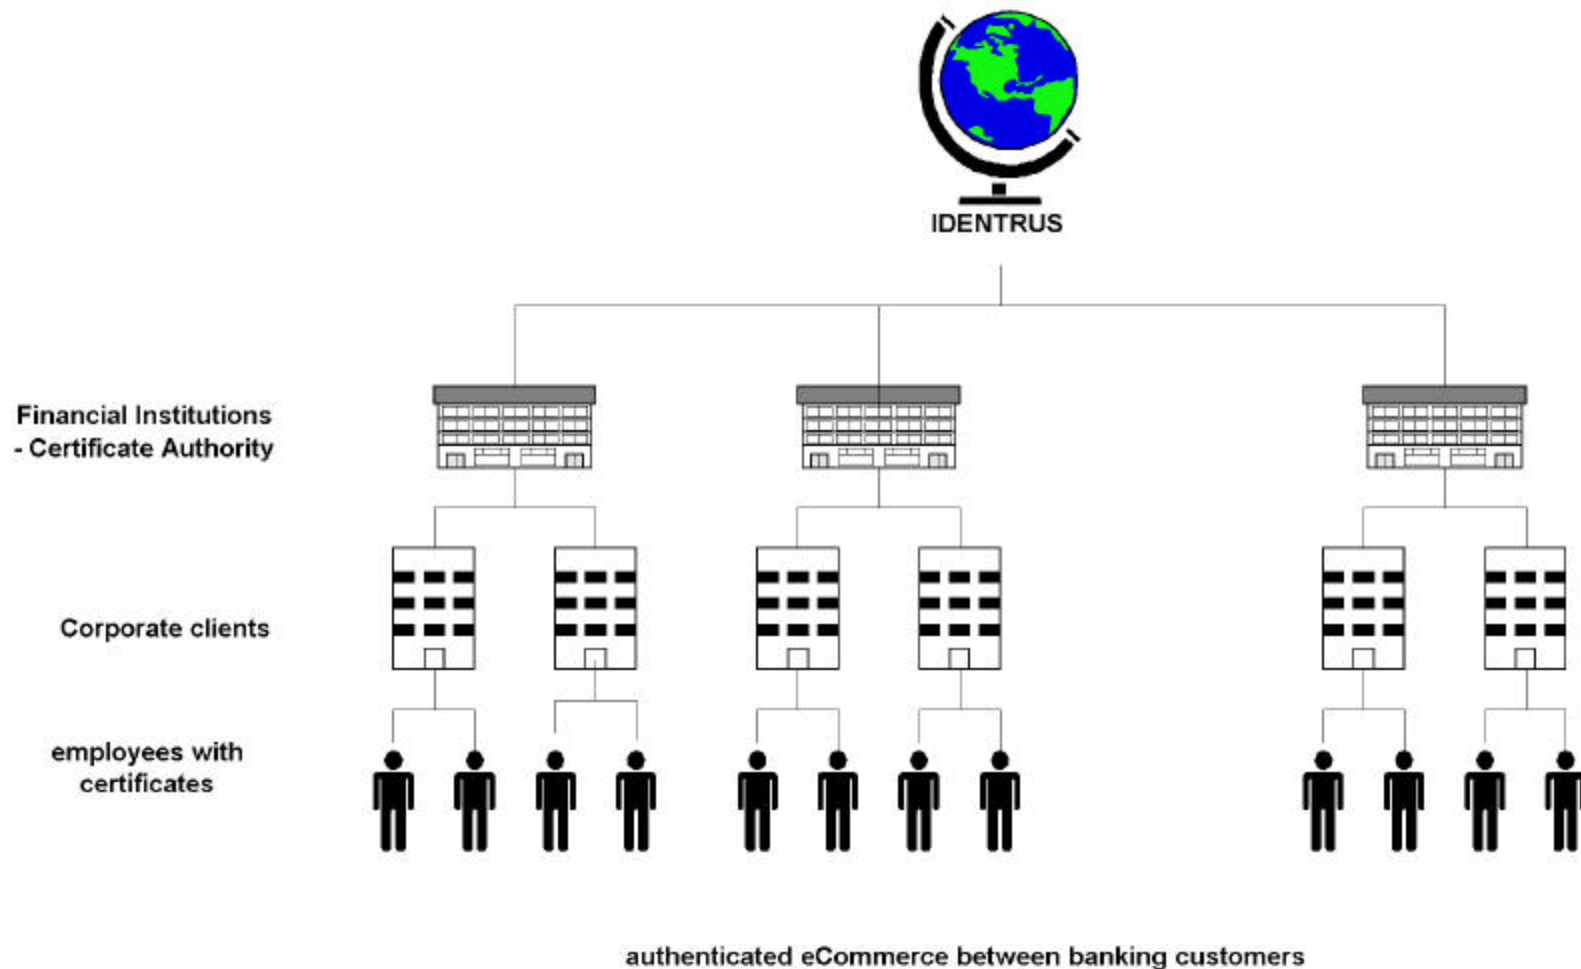 IDENTRUS
Financial Institutions
- Certificate Authority
Corporate clients
employees with
certificates
authenticated eCommerce between banking customers